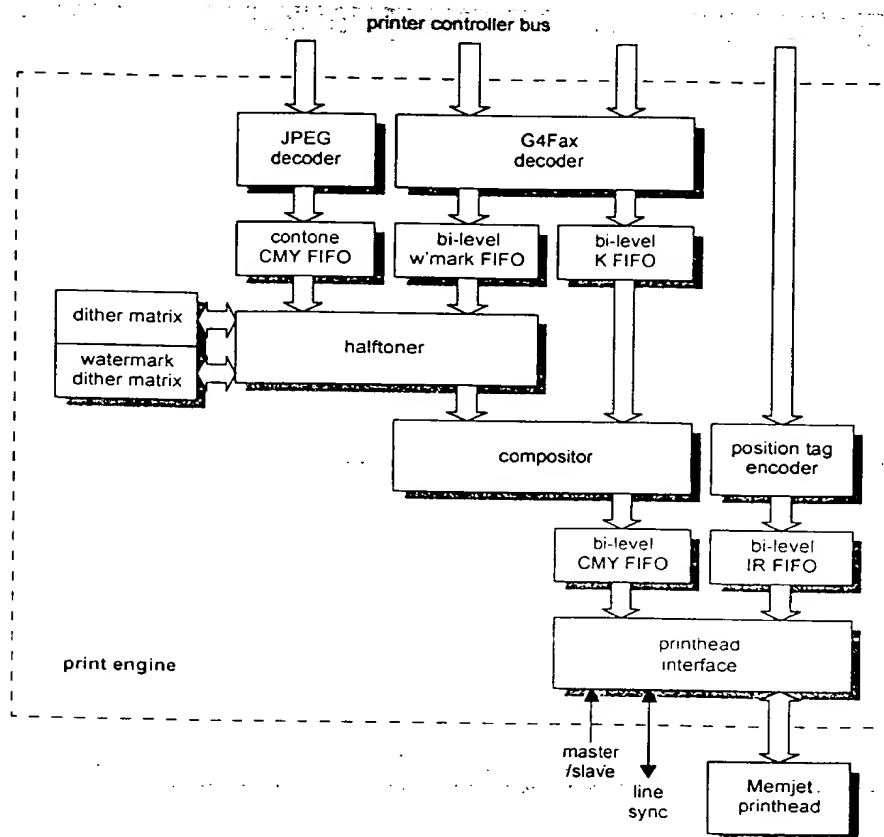 printer controller bus
JPEG
decoder
G4Fax
decoder
contone
CMY FIFO
bi-level
w'mark FIFO
bi-level
K FIFO
dither matrix
watermark
dither matrix
halftoner
compositor
position tag
encoder
bi-level
CMY FIFO
bi-level
IR FIFO
printhead
interface
print engine
master
/slave
line
sync
Memjet
printhead